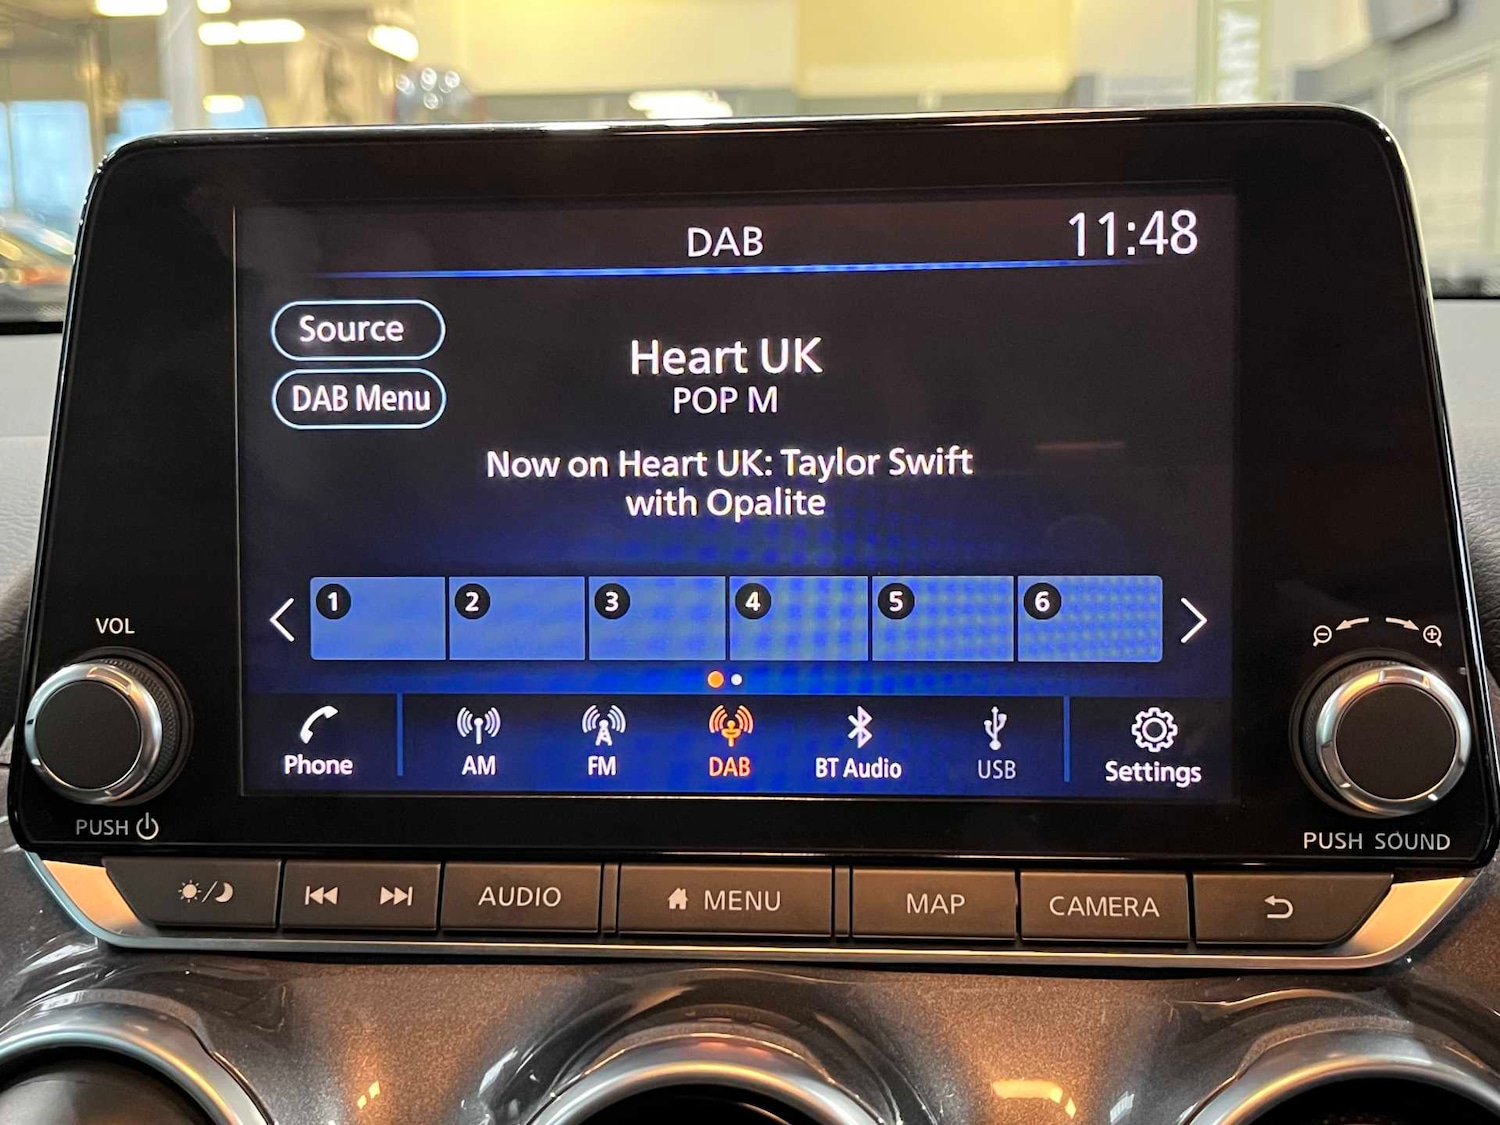 DAB
11:48
Source
Heart UK
DAB Menu
POP M
Now on Heart UK: Taylor Swift
with Opalite
1
2
3
4
5
6
VOL
Phone
AM
FM
DAB
BT Audio
USB
Settings
PUSH
PUSH SOUND
AUDIO
MENU
MAP
CAMERA